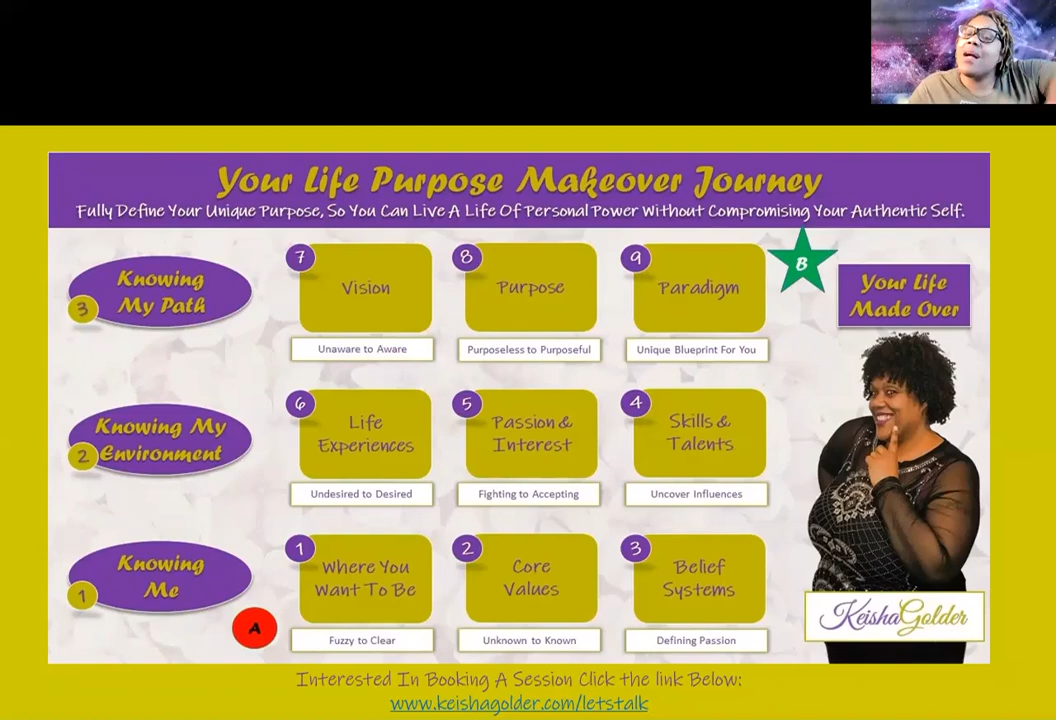 Your Life Purpose Makeover Journey
Fully Define Your Unique Purpose, So You Can Live A Life Of Personal Power Without Compromising Your Authentic Self.
Knowing
My Path
3
7
Vision
Unaware to Aware
8
Purpose
Purposeless to Purposeful
9
Paradigm
Unique Blueprint For You
B
Your Life
Made Over
Knowing My
Environment
2
6
Life
Experiences
Undesired to Desired
5
Passion &
Interest
Fighting to Accepting
4
Skills &
Talents
Uncover Influences
Knowing
Me
1
A
1
Where You
Want To Be
Fuzzy to Clear
2
Core
Values
Unknown to Known
3
Belief
Systems
Defining Passion
KeishaGolder
Interested In Booking A Session Click the link Below:
www.keishagolder.com/letstalk